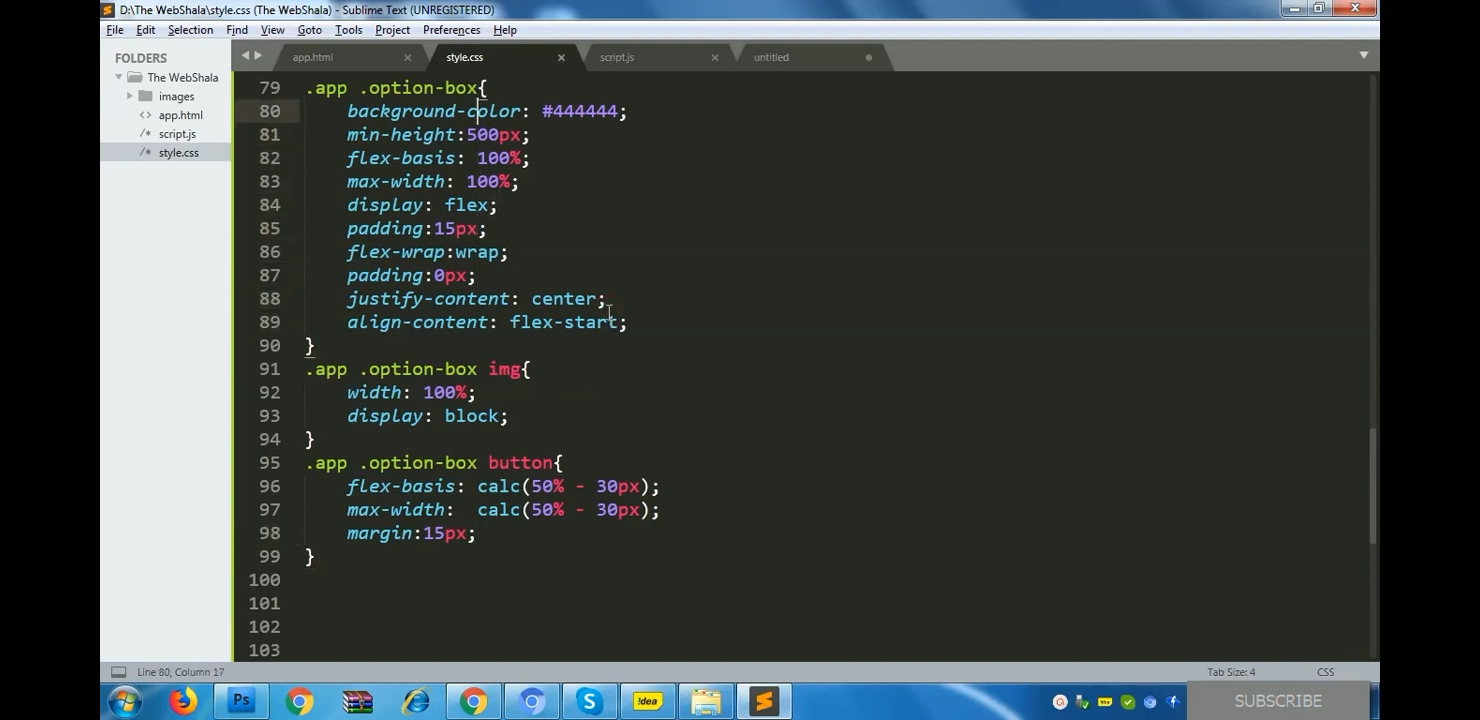 D:\The WebShala\style.css (The WebShala) - Sublime Text (UNREGISTERED)
File Edit Selection Find View Goto Tools Project Preferences Help
FOLDERS
The WebShala
images
<> app.html
/* script.js
/* style.css
app.html × style.css × script.js × untitled
79 .app .option-box{
80 background-color: #444444;
81 min-height:500px;
82 flex-basis: 100%;
83 max-width: 100%;
84 display: flex;
85 padding:15px;
86 flex-wrap:wrap;
87 padding:0px;
88 justify-content: center;
89 align-content: flex-start;
90 }
91 .app .option-box img{
92 width: 100%;
93 display: block;
94 }
95 .app .option-box button{
96 flex-basis: calc(50% - 30px);
97 max-width:  calc(50% - 30px);
98 margin:15px;
99 }
100
101
102
103
Line 80, Column 17 Tab Size: 4 CSS
Ps !dea SUBSCRIBE